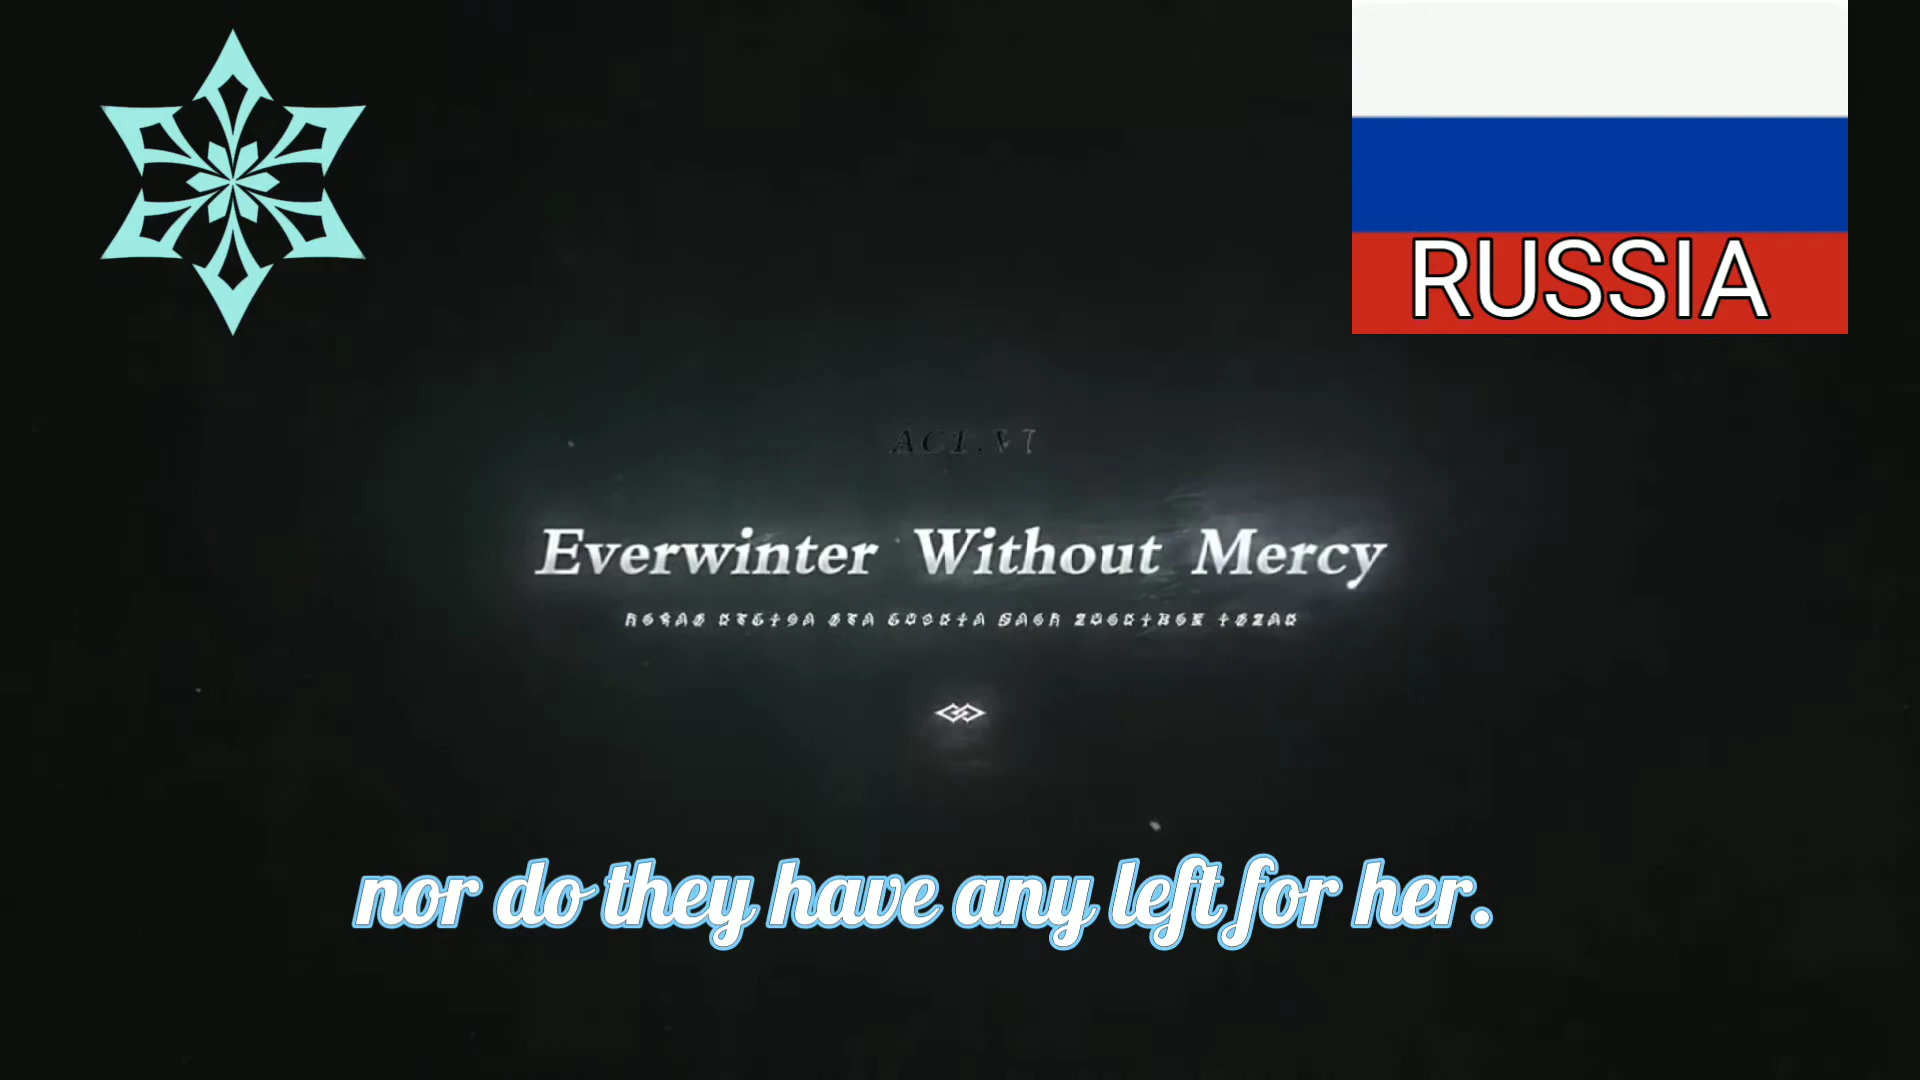 RUSSIA
ACT.VI
Everwinter Without Mercy
nor do they have any left for her.